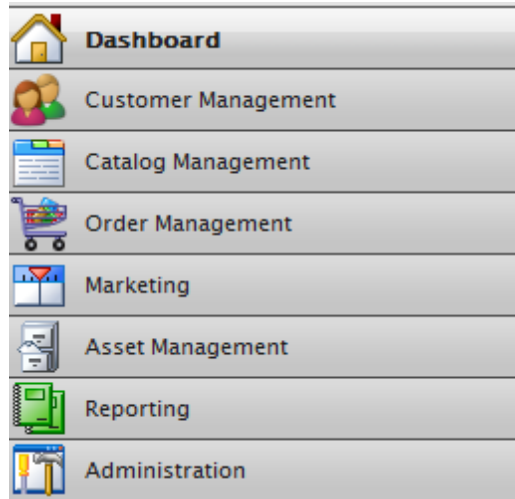 Dashboard
Customer Management
Catalog Management
Order Management
Marketing
Asset Management
Reporting
Administration